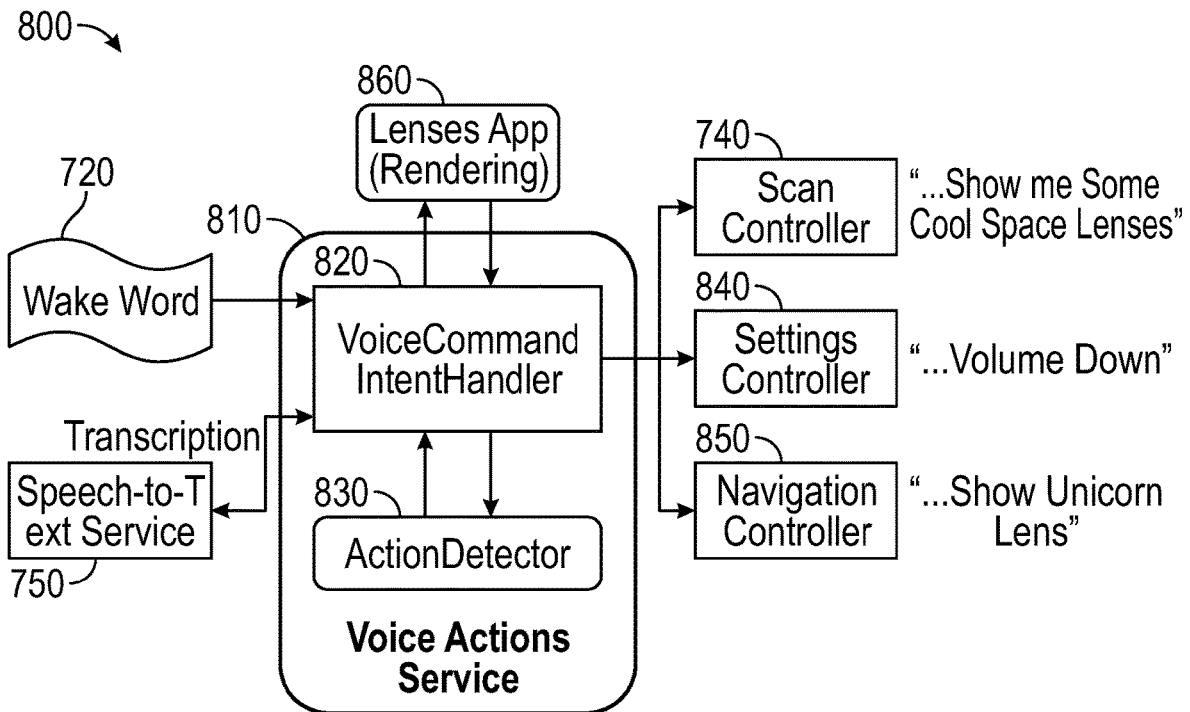 800
860
Lenses App
(Rendering)
720
Wake Word
810
820
VoiceCommand
IntentHandler
Transcription
Speech-to-T
ext Service
750
830
ActionDetector
Voice Actions
Service
740
Scan
Controller
“...Show me Some
Cool Space Lenses”
840
Settings
Controller
“...Volume Down”
850
Navigation
Controller
“...Show Unicorn
Lens”